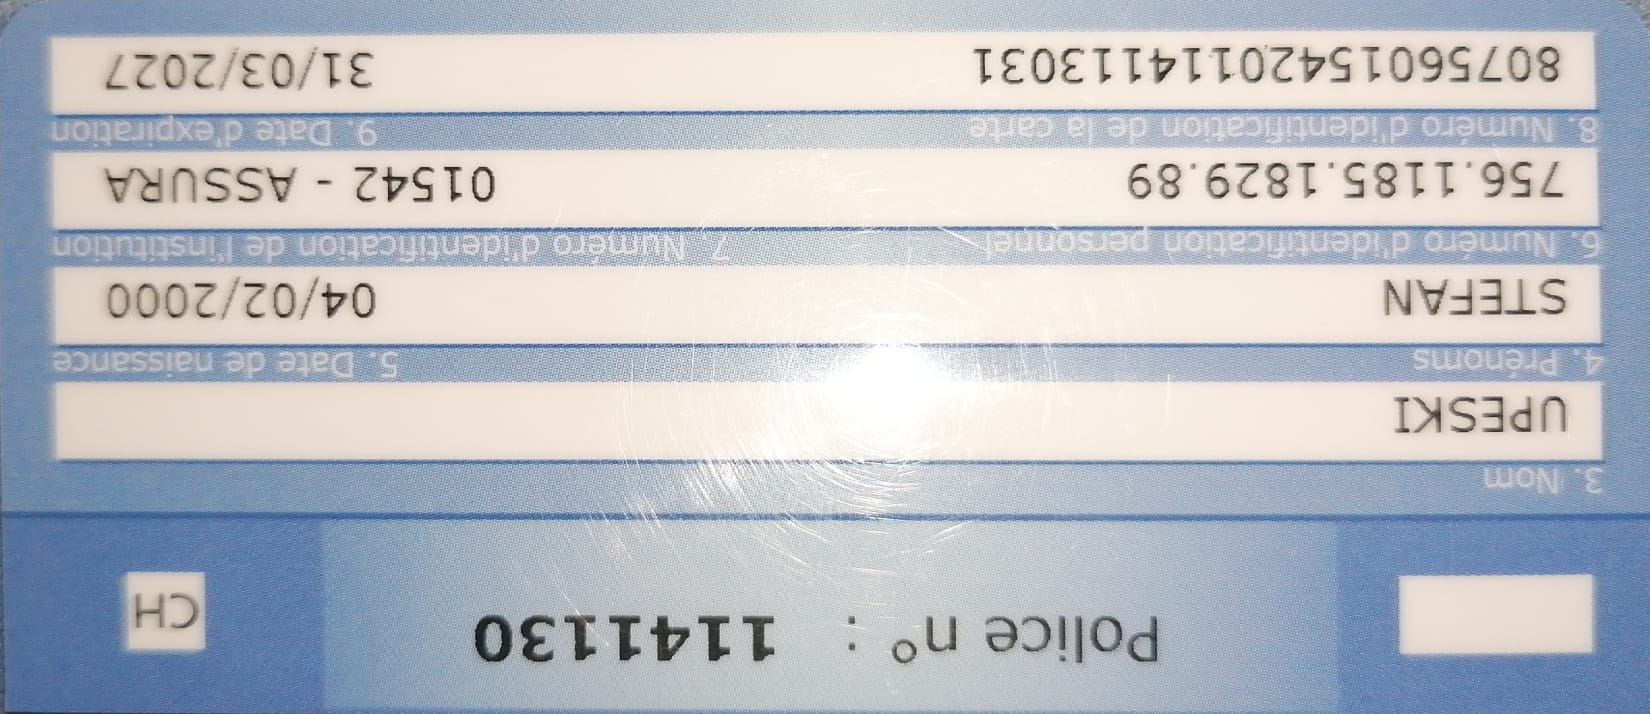 Police n° : 1141130
CH
3. Nom
UPESKI
4. Prénoms 5. Date de naissance
STEFAN 04/02/2000
6. Numéro d'identification personnel 7. Numéro d'identification de l'institution
756.1185.1829.89 01542 - ASSURA
8. Numéro d'identification de la carte 9. Date d'expiration
80756015420114113031 31/03/2027